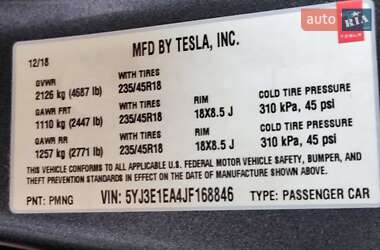 auto RIA
MFD BY TESLA, INC.
12/18
GVWR WITH TIRES
2126 kg (4687 lb) 235/45R18 RIM COLD TIRE PRESSURE
GAWR FRT WITH TIRES 18X8.5 J 310 kPa, 45 psi
1110 kg (2447 lb) 235/45R18
GAWR RR WITH TIRES RIM COLD TIRE PRESSURE
1257 kg (2771 lb) 235/45R18 18X8.5 J 310 kPa, 45 psi
THIS VEHICLE CONFORMS TO ALL APPLICABLE U.S. FEDERAL MOTOR VEHICLE SAFETY, BUMPER, AND
THEFT PREVENTION STANDARDS IN EFFECT ON THE DATE OF MANUFACTURE SHOWN ABOVE.
PNT: PMNG VIN: 5YJ3E1EA4JF168846 TYPE: PASSENGER CAR